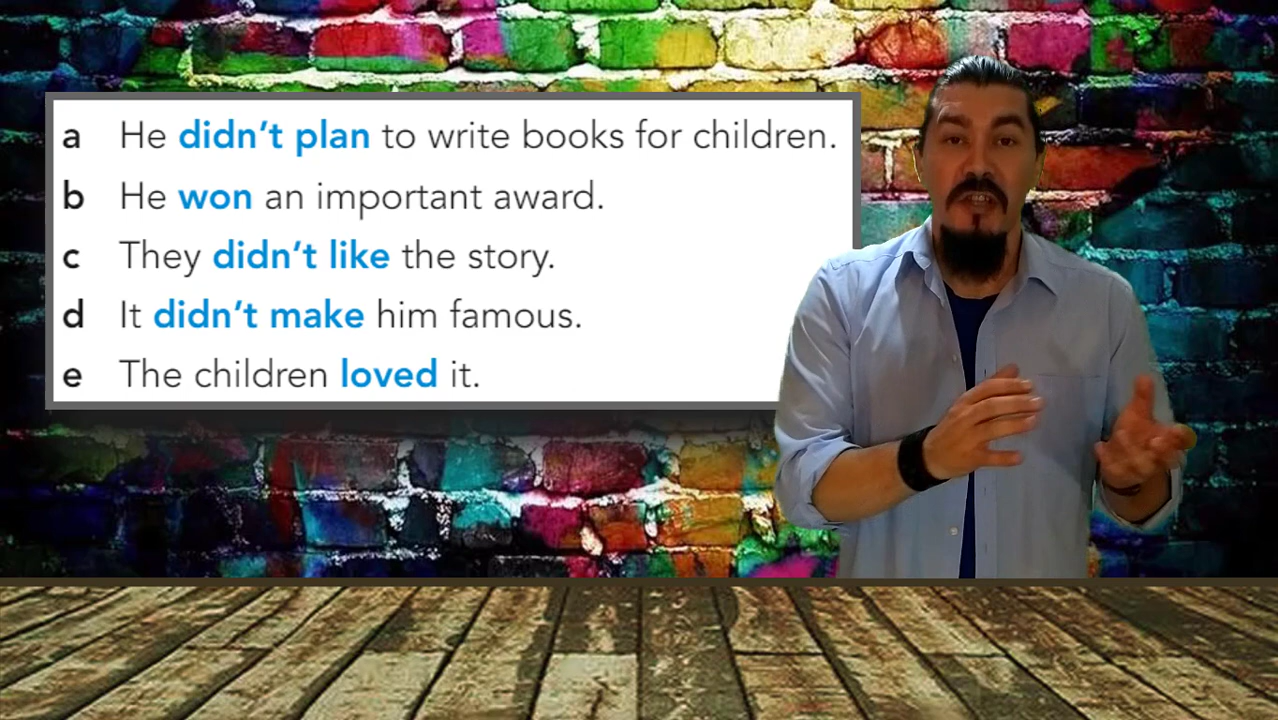 a He didn't plan to write books for children.
b He won an important award.
c They didn't like the story.
d It didn't make him famous.
e The children loved it.